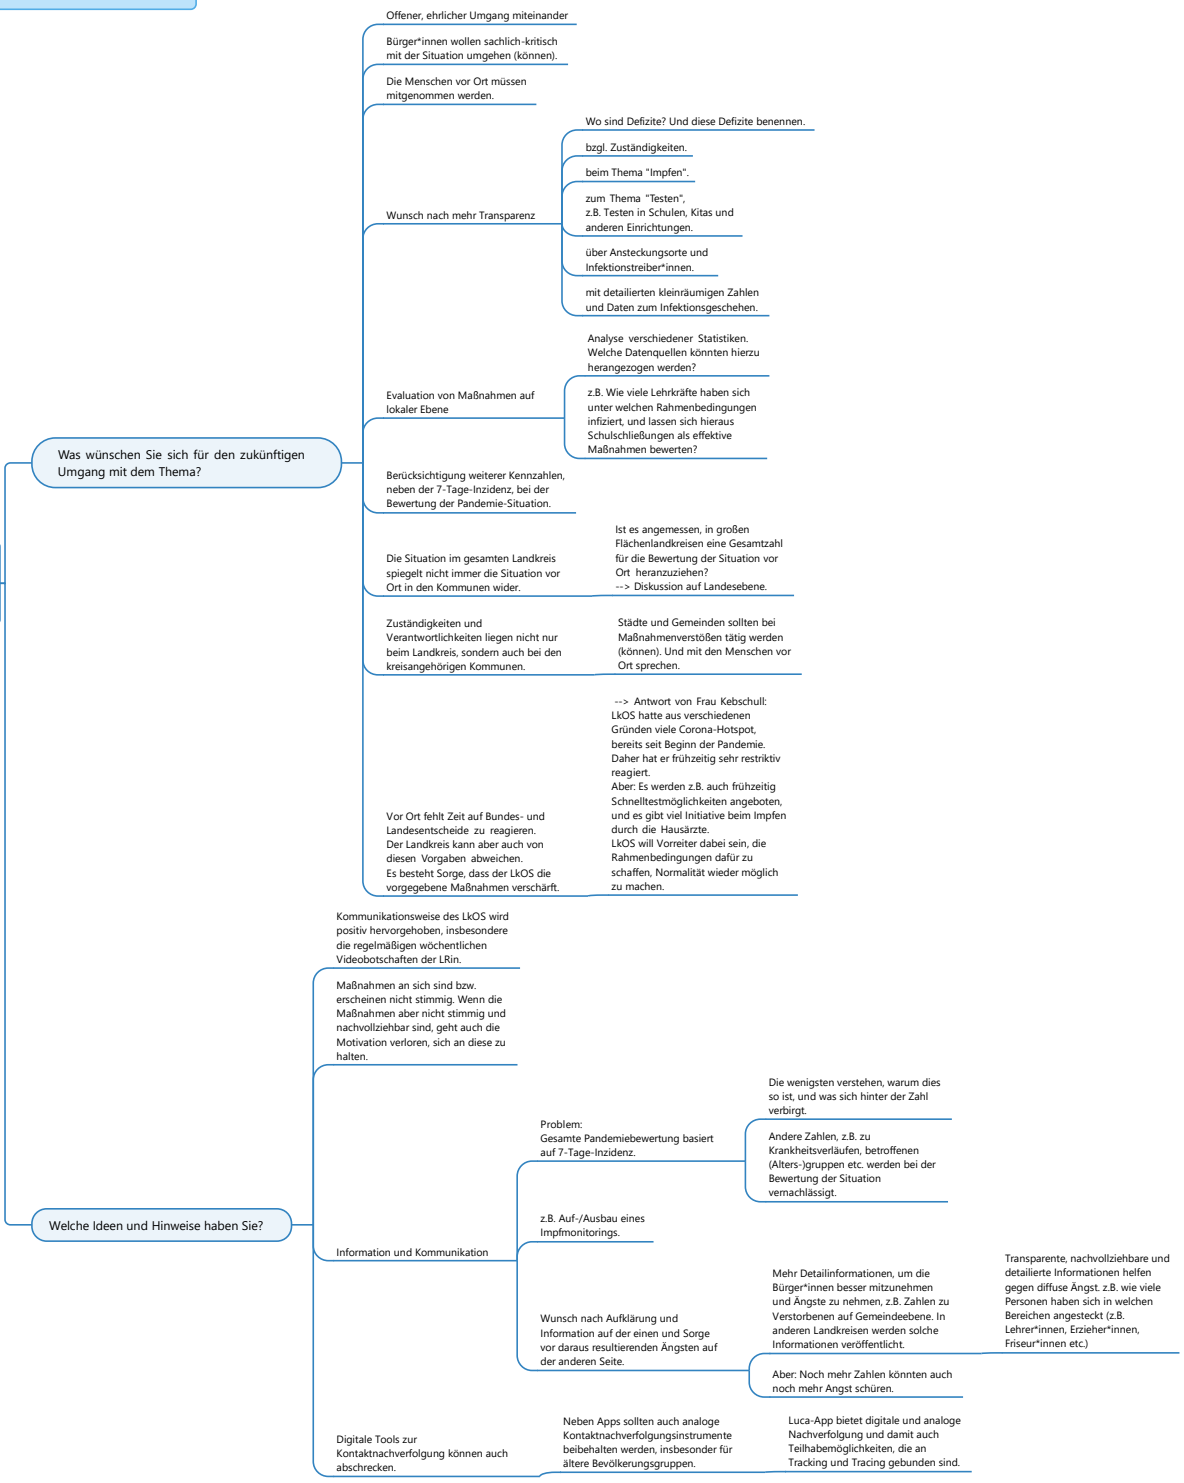 Offener, ehrlicher Umgang miteinander
Bürger*innen wollen sachlich-kritisch
mit der Situation umgehen (können).
Die Menschen vor Ort müssen
mitgenommen werden.
Wunsch nach mehr Transparenz
Wo sind Defizite? Und diese Defizite benennen.
bzgl. Zuständigkeiten.
beim Thema "Impfen".
zum Thema "Testen",
z.B. Testen in Schulen, Kitas und
anderen Einrichtungen.
über Ansteckungsorte und
Infektionstreiber*innen.
mit detailierten kleinräumigen Zahlen
und Daten zum Infektionsgeschehen.
Evaluation von Maßnahmen auf
lokaler Ebene
Analyse verschiedener Statistiken.
Welche Datenquellen könnten hierzu
herangezogen werden?
z.B. Wie viele Lehrkräfte haben sich
unter welchen Rahmenbedingungen
infiziert, und lassen sich hieraus
Schulschließungen als effektive
Maßnahmen bewerten?
Was wünschen Sie sich für den zukünftigen
Umgang mit dem Thema?
Berücksichtigung weiterer Kennzahlen,
neben der 7-Tage-Inzidenz, bei der
Bewertung der Pandemie-Situation.
Die Situation im gesamten Landkreis
spiegelt nicht immer die Situation vor
Ort in den Kommunen wider.
Ist es angemessen, in großen
Flächenlandkreisen eine Gesamtzahl
für die Bewertung der Situation vor
Ort heranzuziehen?
--> Diskussion auf Landesebene.
Zuständigkeiten und
Verantwortlichkeiten liegen nicht nur
beim Landkreis, sondern auch bei den
kreisangehörigen Kommunen.
Städte und Gemeinden sollten bei
Maßnahmenverstößen tätig werden
(können). Und mit den Menschen vor
Ort sprechen.
Vor Ort fehlt Zeit auf Bundes- und
Landesentscheide zu reagieren.
Der Landkreis kann aber auch von
diesen Vorgaben abweichen.
Es besteht Sorge, dass der LkOS die
vorgegebene Maßnahmen verschärft.
--> Antwort von Frau Kebschull:
LkOS hatte aus verschiedenen
Gründen viele Corona-Hotspot,
bereits seit Beginn der Pandemie.
Daher hat er frühzeitig sehr restriktiv
reagiert.
Aber: Es werden z.B. auch frühzeitig
Schnelltestmöglichkeiten angeboten,
und es gibt viel Initiative beim Impfen
durch die Hausärzte.
LkOS will Vorreiter dabei sein, die
Rahmenbedingungen dafür zu
schaffen, Normalität wieder möglich
zu machen.
Kommunikationsweise des LkOS wird
positiv hervorgehoben, insbesondere
die regelmäßigen wöchentlichen
Videobotschaften der LRin.
Maßnahmen an sich sind bzw.
erscheinen nicht stimmig. Wenn die
Maßnahmen aber nicht stimmig und
nachvollziehbar sind, geht auch die
Motivation verloren, sich an diese zu
halten.
Welche Ideen und Hinweise haben Sie?
Information und Kommunikation
Problem:
Gesamte Pandemiebewertung basiert
auf 7-Tage-Inzidenz.
Die wenigsten verstehen, warum dies
so ist, und was sich hinter der Zahl
verbirgt.
Andere Zahlen, z.B. zu
Krankheitsverläufen, betroffenen
(Alters-)gruppen etc. werden bei der
Bewertung der Situation
vernachlässigt.
z.B. Auf-/Ausbau eines
Impfmonitorings.
Wunsch nach Aufklärung und
Information auf der einen und Sorge
vor daraus resultierenden Ängsten auf
der anderen Seite.
Mehr Detailinformationen, um die
Bürger*innen besser mitzunehmen
und Ängste zu nehmen, z.B. Zahlen zu
Verstorbenen auf Gemeindeebene. In
anderen Landkreisen werden solche
Informationen veröffentlicht.
Transparente, nachvollziehbare und
detailierte Informationen helfen
gegen diffuse Ängst. z.B. wie viele
Personen haben sich in welchen
Bereichen angesteckt (z.B.
Lehrer*innen, Erzieher*innen,
Friseur*innen etc.)
Aber: Noch mehr Zahlen könnten auch
noch mehr Angst schüren.
Digitale Tools zur
Kontaktnachverfolgung können auch
abschrecken.
Neben Apps sollten auch analoge
Kontaktnachverfolgungsinstrumente
beibehalten werden, insbesonder für
ältere Bevölkerungsgruppen.
Luca-App bietet digitale und analoge
Nachverfolgung und damit auch
Teilhabemöglichkeiten, die an
Tracking und Tracing gebunden sind.